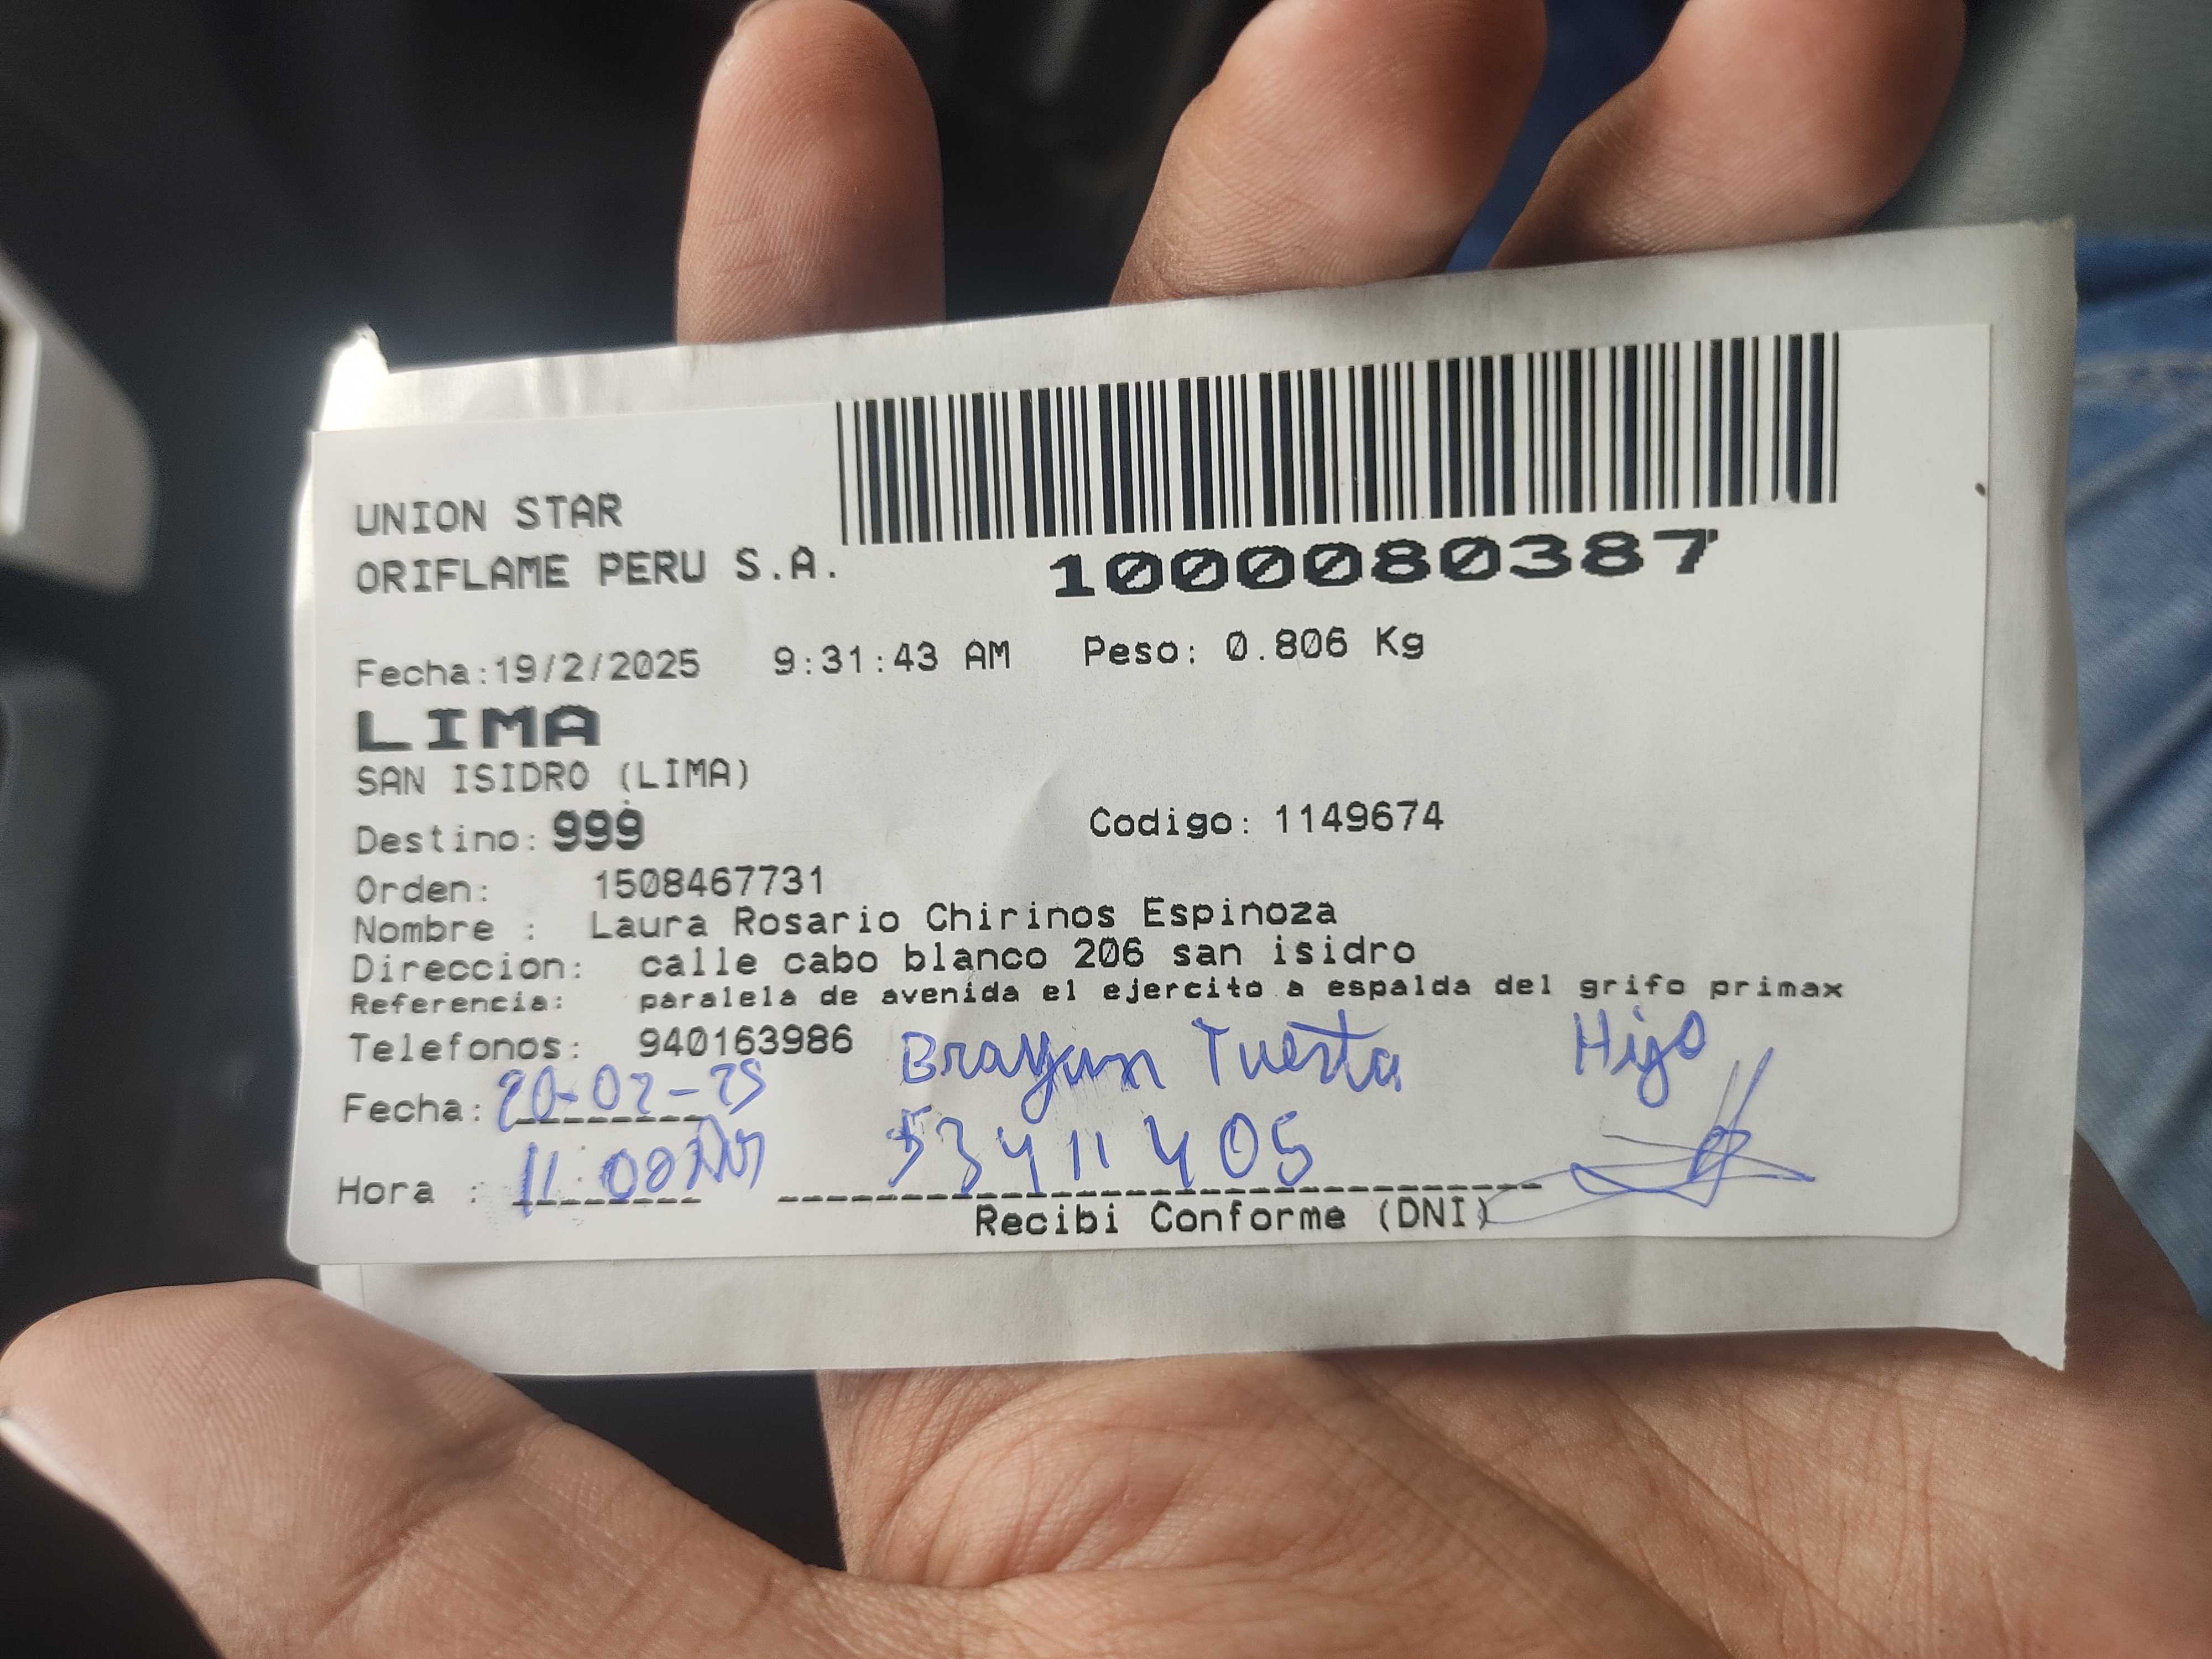 UNION STAR
ORIFLAME PERU S.A.
1000080387
Fecha:19/2/2025 9:31:43 AM Peso: 0.806 Kg
LIMA
SAN ISIDRO (LIMA)
Destino: 999 Codigo: 1149674
Orden: 1508467731
Nombre : Laura Rosario Chirinos Espinoza
Direccion: calle cabo blanco 206 san isidro
Referencia: paralela de avenida el ejercito a espalda del grifo primax
Telefonos: 940163986 Brayan Tuesta Hijo
Fecha: 20-02-25
Hora : 11:00 AM 53411405
Recibi Conforme (DNI)